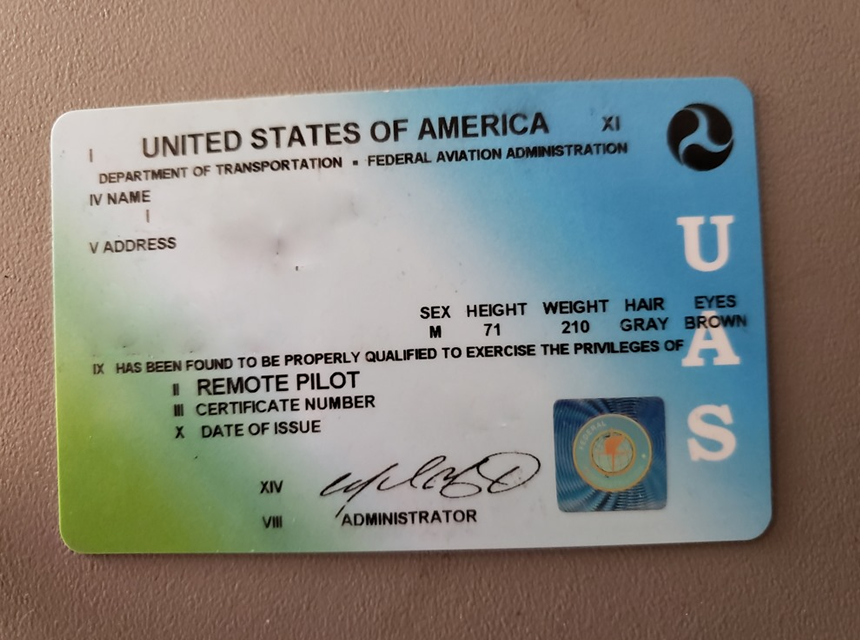 I UNITED STATES OF AMERICA XI
DEPARTMENT OF TRANSPORTATION ▪ FEDERAL AVIATION ADMINISTRATION
IV NAME
I
V ADDRESS
SEX HEIGHT WEIGHT HAIR EYES
M 71 210 GRAY BROWN
IX HAS BEEN FOUND TO BE PROPERLY QUALIFIED TO EXERCISE THE PRIVILEGES OF
II REMOTE PILOT
III CERTIFICATE NUMBER
X DATE OF ISSUE
XIV
VIII ADMINISTRATOR
UAS
FEDERAL